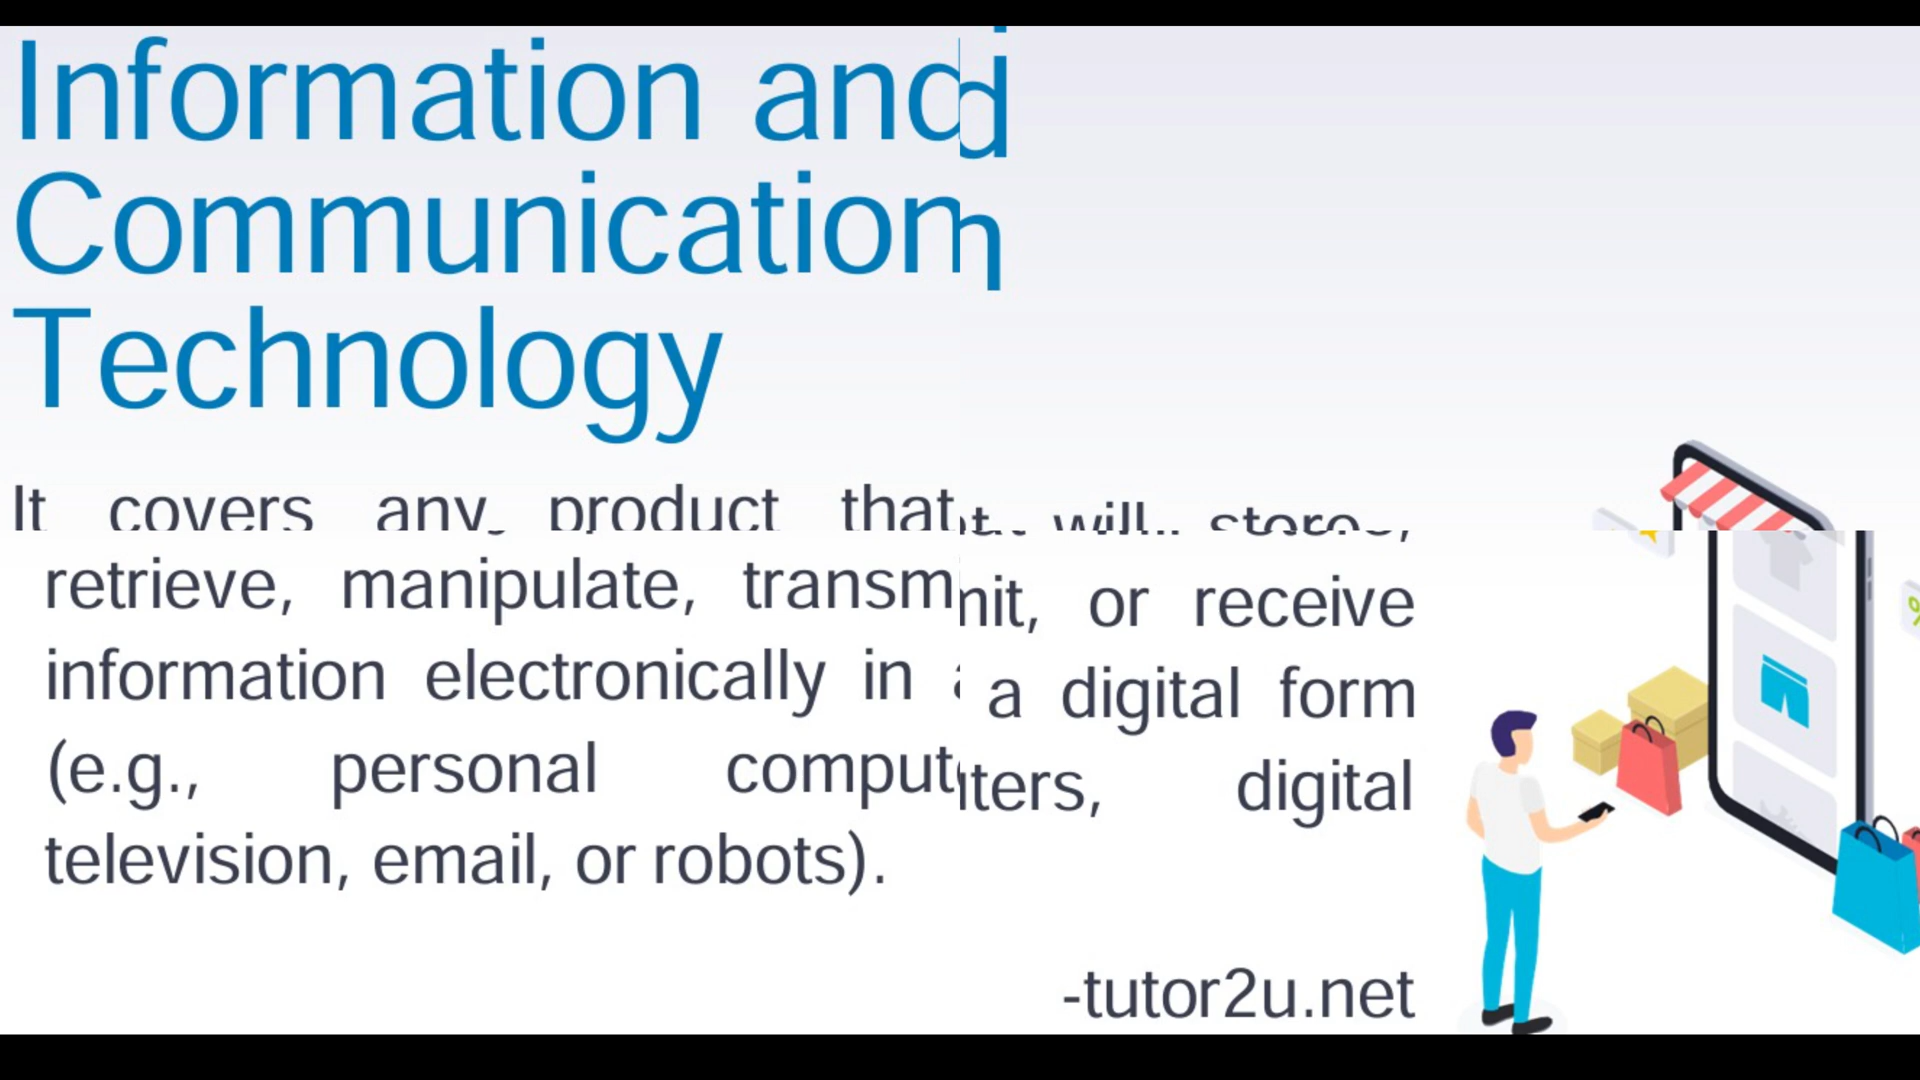 Information and
Communication
Technology
It covers any product that will store,
retrieve, manipulate, transmit, or receive
information electronically in a digital form
(e.g., personal computers, digital
television, email, or robots).
-tutor2u.net
%